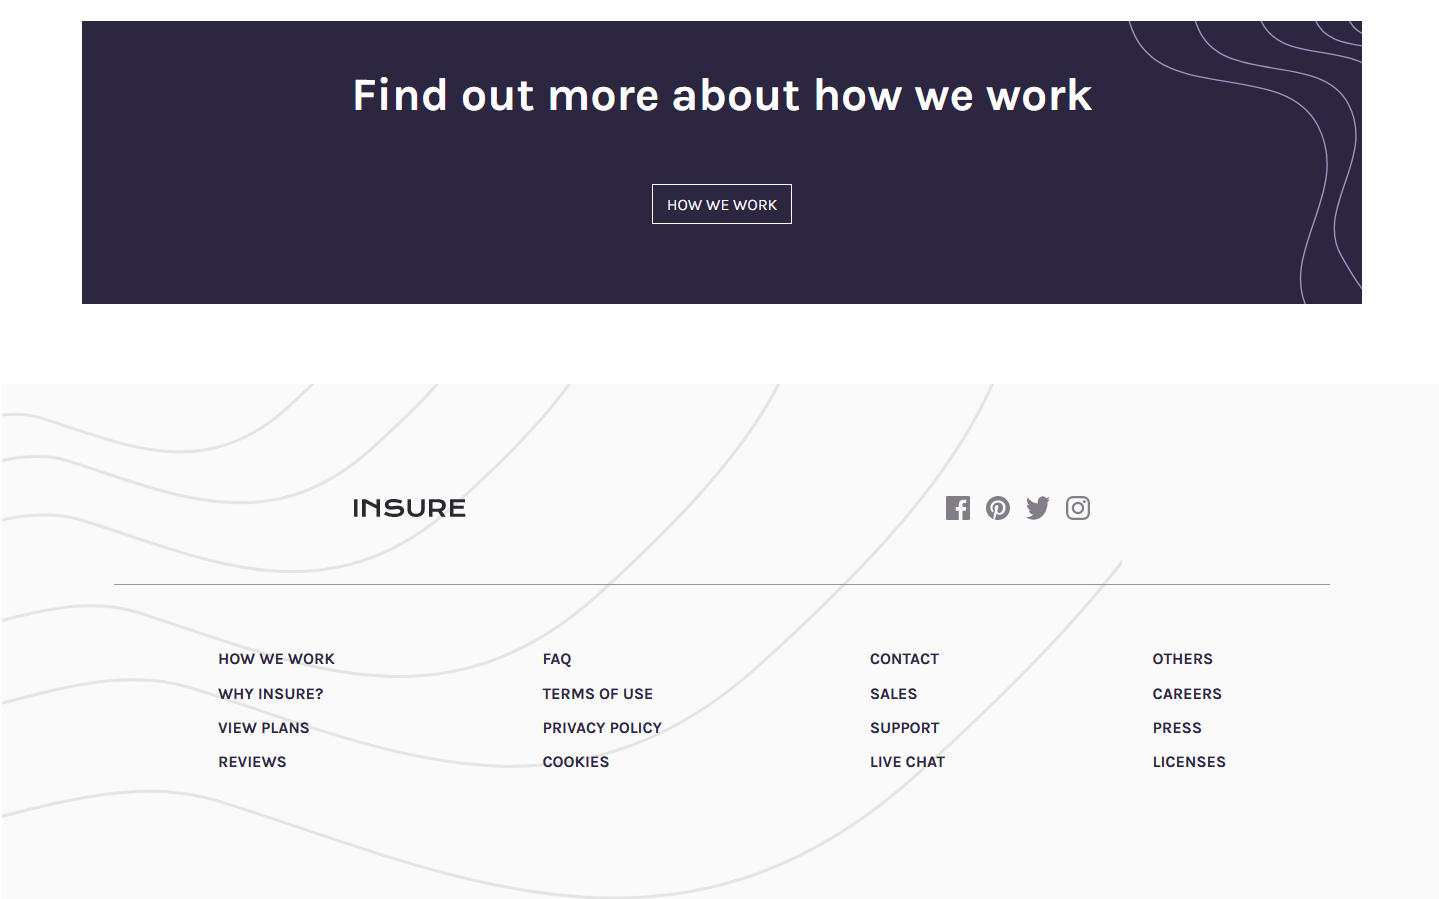 Find out more about how we work
HOW WE WORK
INSURE
HOW WE WORK
WHY INSURE?
VIEW PLANS
REVIEWS
FAQ
TERMS OF USE
PRIVACY POLICY
COOKIES
CONTACT
SALES
SUPPORT
LIVE CHAT
OTHERS
CAREERS
PRESS
LICENSES